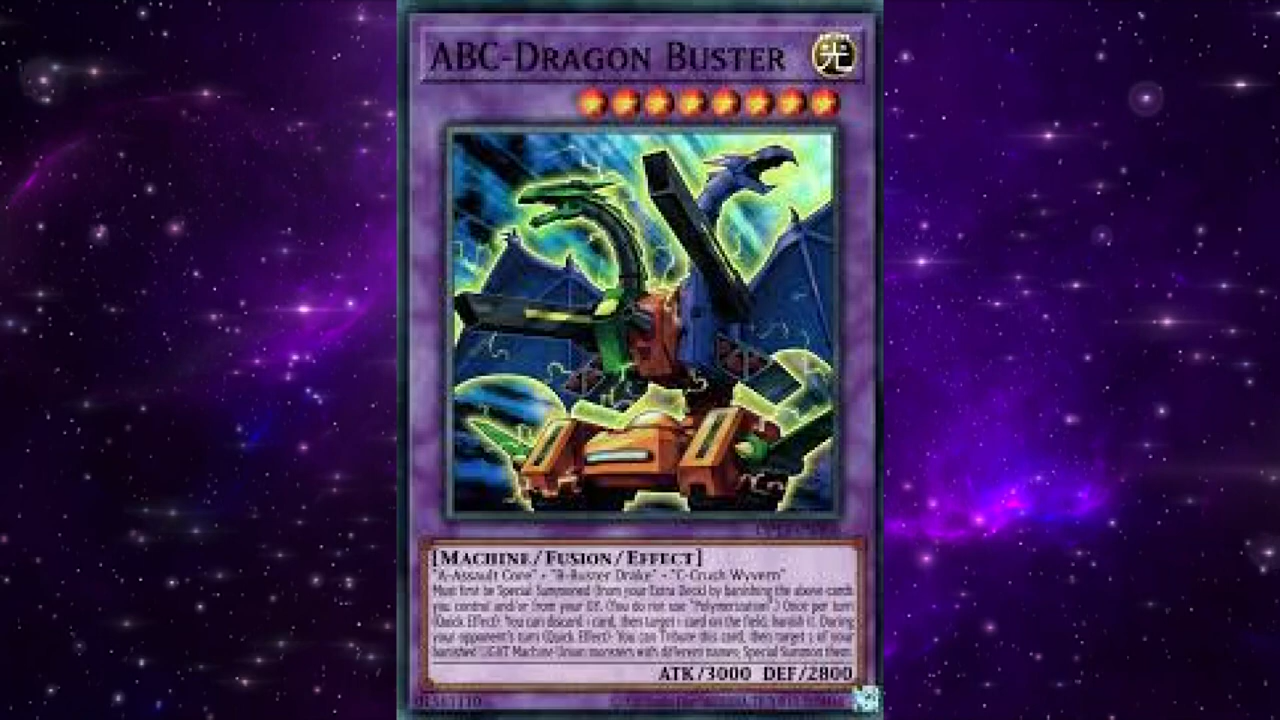 ABC-Dragon Buster
光
[Machine/Fusion/Effect]
"A-Assault Core" + "B-Buster Drake" + "C-Crush Wyvern"
Must first be Special Summoned (from your Extra Deck) by banishing the above cards
you control and/or from your GY. (You do not use "Polymerization".) Once per turn
(Quick Effect): You can discard 1 card, then target 1 card on the field; banish it. During
your opponent's turn (Quick Effect): You can Tribute this card, then target 3 of your
banished LIGHT Machine Union monsters with different names; Special Summon them.
ATK/3000 DEF/2800